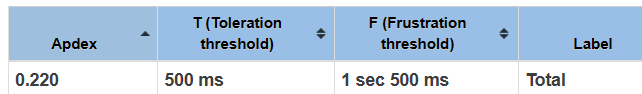 Apdex
T (Toleration
threshold)
F (Frustration
threshold)
Label
0.220
500 ms
1 sec 500 ms
Total